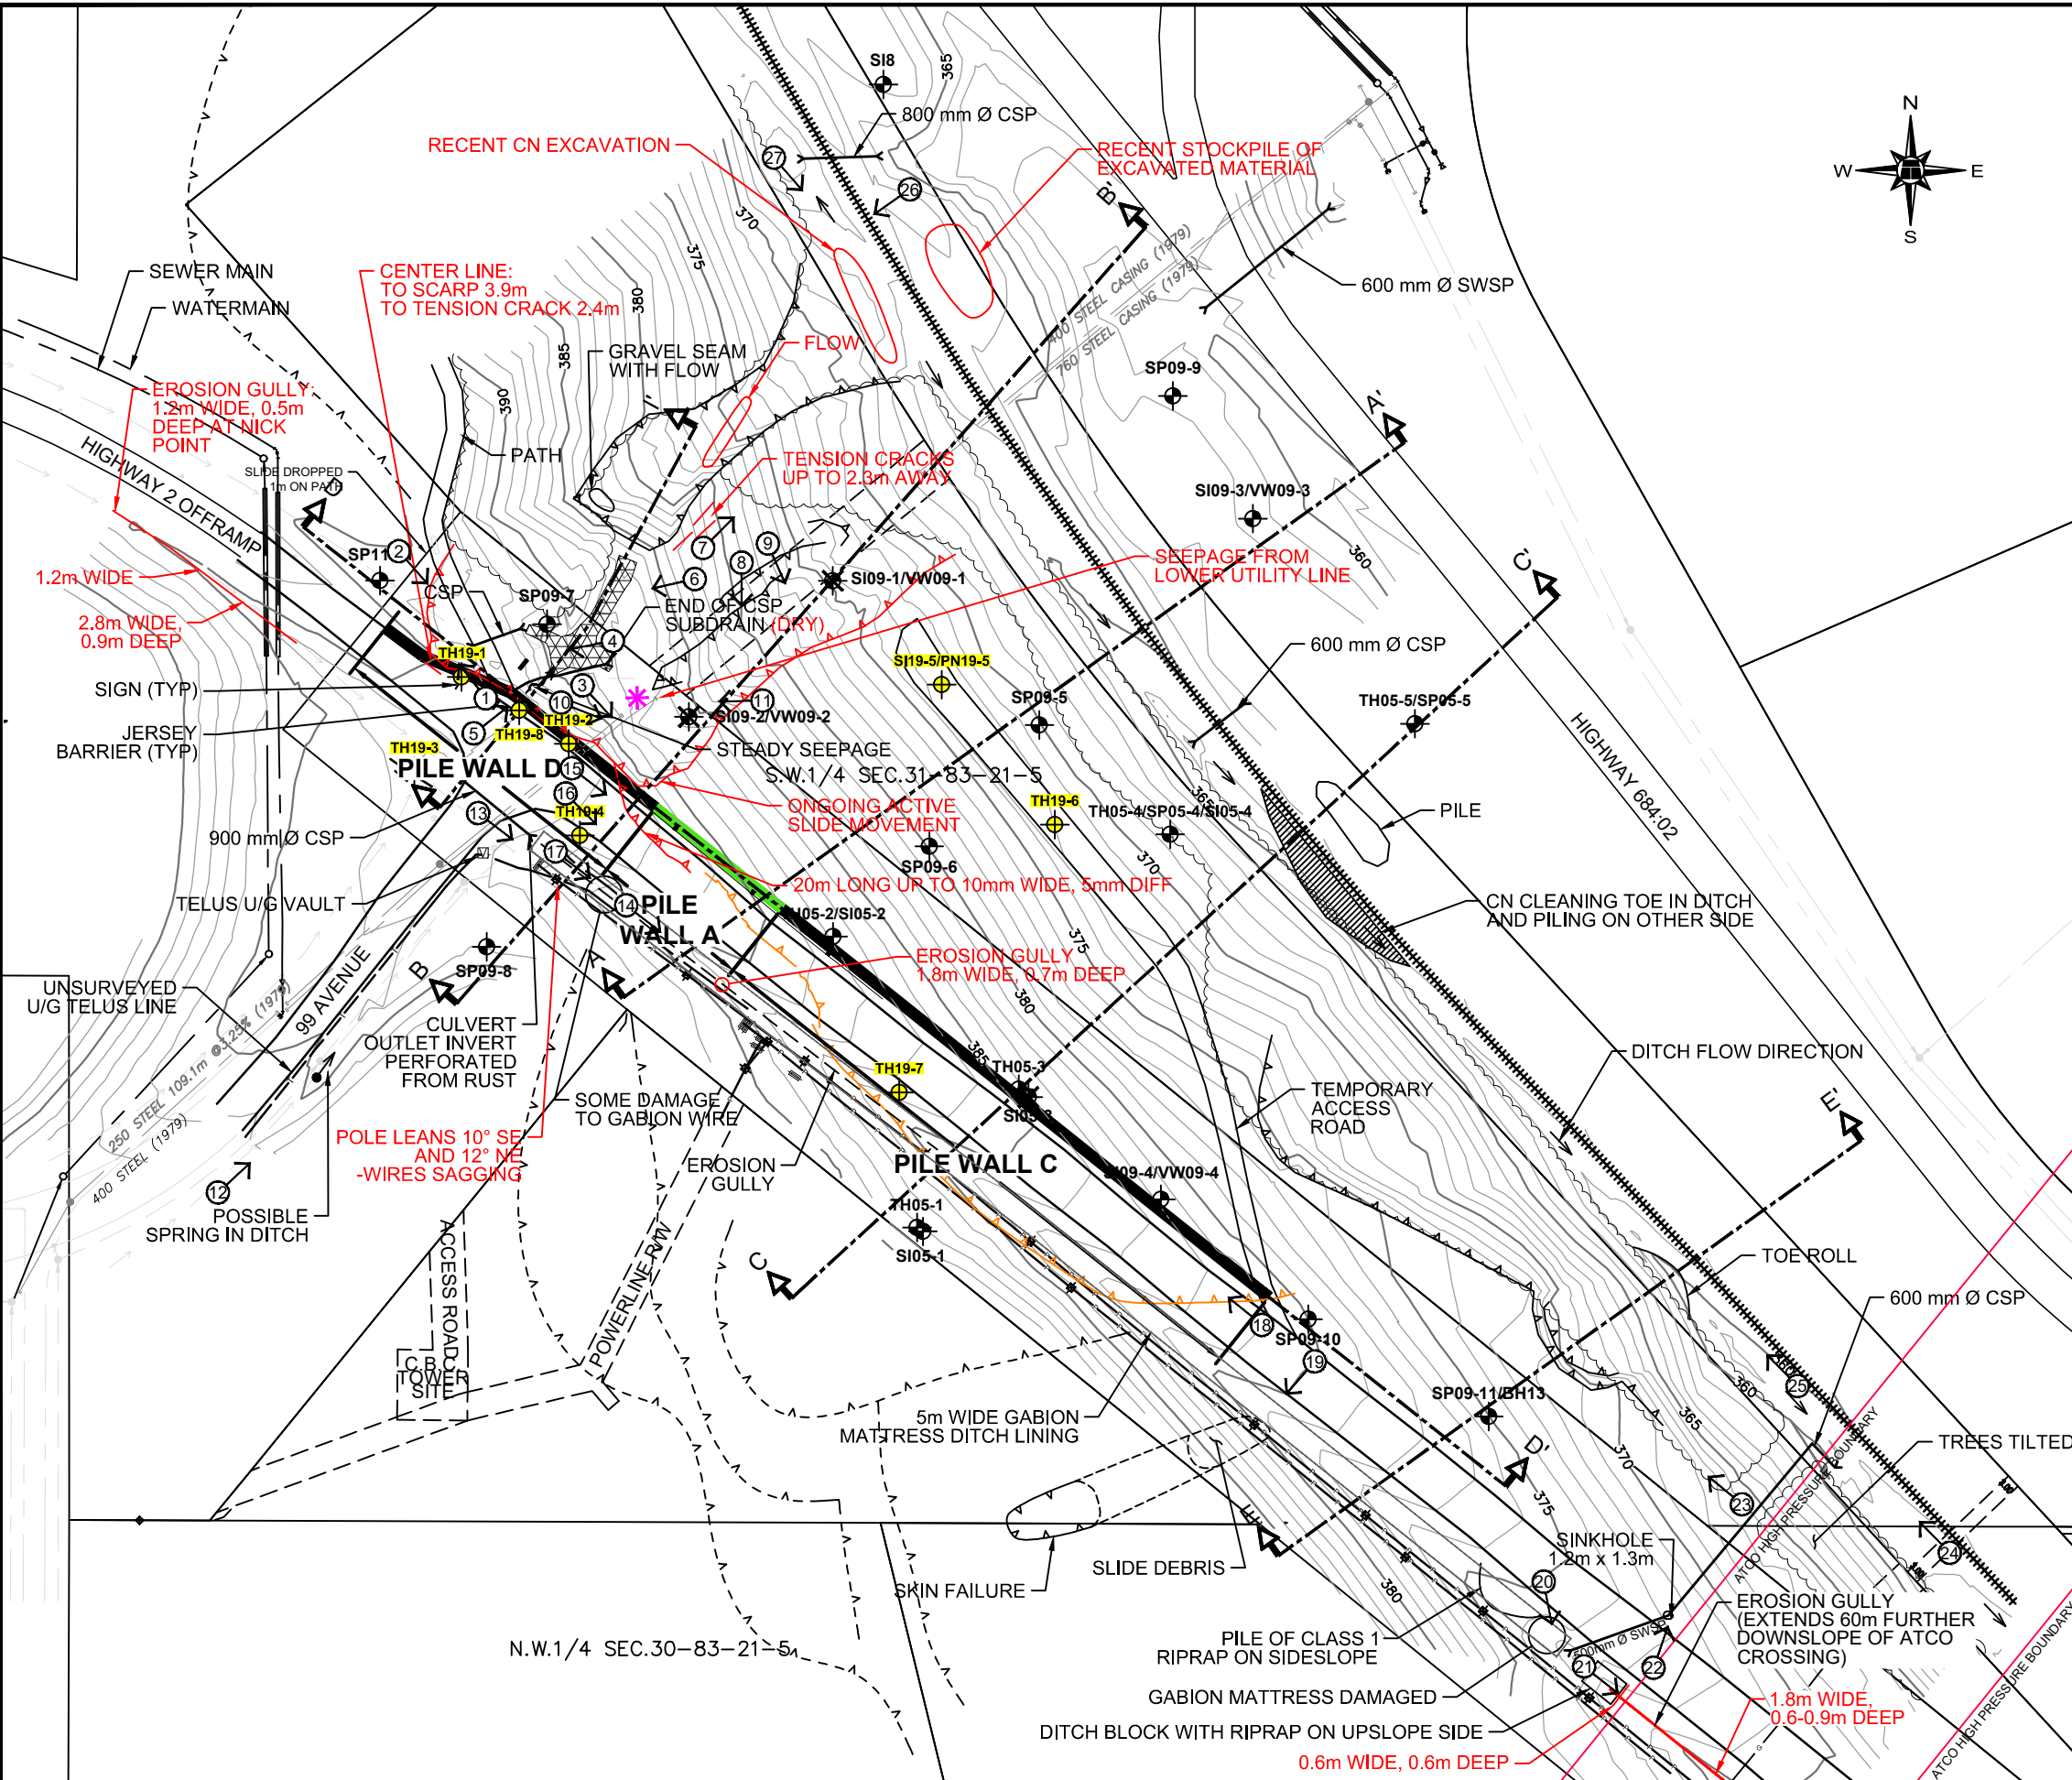 SI8
365
800 mm Ø CSP
RECENT CN EXCAVATION
RECENT STOCKPILE OF
EXCAVATED MATERIAL
N
W
E
S
27
26
370
375
380
385
390
B'
SEWER MAIN
WATERMAIN
CENTER LINE:
TO SCARP 3.9m
TO TENSION CRACK 2.4m
400 STEEL CASING (1979)
760 STEEL CASING (1979)
600 mm Ø SWSP
GRAVEL SEAM
WITH FLOW
FLOW
SP09-9
EROSION GULLY:
1.2m WIDE, 0.5m
DEEP AT NICK
POINT
A'
HIGHWAY 2 OFFRAMP
PATH
SLIDE DROPPED
1m ON PATH
TENSION CRACKS
UP TO 2.3m AWAY
SI09-3/VW09-3
360
SP11
2
7
8
9
6
SEEPAGE FROM
LOWER UTILITY LINE
C'
1.2m WIDE
CSP
SP09-7
SI09-1/VW09-1
END OF CSP
SUBDRAIN (DRY)
2.8m WIDE,
0.9m DEEP
4
TH19-1
SI19-5/PN19-5
600 mm Ø CSP
SIGN (TYP)
1
3
10
11
SP09-5
TH05-5/SP05-5
JERSEY
BARRIER (TYP)
5
TH19-8
TH19-2
SI09-2/VW09-2
TH19-3
STEADY SEEPAGE
HIGHWAY 684:02
PILE WALL D
15
S.W.1/4 SEC.31-83-21-5
16
13
TH19-4
ONGOING ACTIVE
SLIDE MOVEMENT
TH19-6
365
TH05-4/SP05-4/SI05-4
PILE
900 mm Ø CSP
17
SP09-6
370
20m LONG UP TO 10mm WIDE, 5mm DIFF
TELUS U/G VAULT
14
PILE
WALL A
CN CLEANING TOE IN DITCH
AND PILING ON OTHER SIDE
375
99 AVENUE
B
SP09-8
A
EROSION GULLY
1.8m WIDE, 0.7m DEEP
UNSURVEYED
U/G TELUS LINE
380
CULVERT
OUTLET INVERT
PERFORATED
FROM RUST
385
DITCH FLOW DIRECTION
TH19-7
TH05-3
250 STEEL 109.1m @3.25% (1979)
400 STEEL (1979)
SOME DAMAGE
TO GABION WIRE
TEMPORARY
ACCESS
ROAD
E'
POLE LEANS 10° SE
AND 12° NE
-WIRES SAGGING
EROSION
GULLY
PILE WALL C
12
POSSIBLE
SPRING IN DITCH
TH05-1
SI05-1
ACCESS ROAD
POWERLINE R/W
C
TOE ROLL
600 mm Ø CSP
18
SP09-10
19
C.B.C.
TOWER
SITE
SP09-11/BH13
25
360
365
5m WIDE GABION
MATTRESS DITCH LINING
D'
370
TREES TILTED
ATCO HIGH PRESSURE BOUNDARY
375
23
E
SINKHOLE
1.2m x 1.3m
24
SLIDE DEBRIS
SKIN FAILURE
380
20
EROSION GULLY
(EXTENDS 60m FURTHER
DOWNSLOPE OF ATCO
CROSSING)
N.W.1/4 SEC.30-83-21-5
PILE OF CLASS 1
RIPRAP ON SIDESLOPE
21
22
GABION MATTRESS DAMAGED
DITCH BLOCK WITH RIPRAP ON UPSLOPE SIDE
1.8m WIDE,
0.6-0.9m DEEP
0.6m WIDE, 0.6m DEEP
ATCO HIGH PRESSURE BOUNDARY